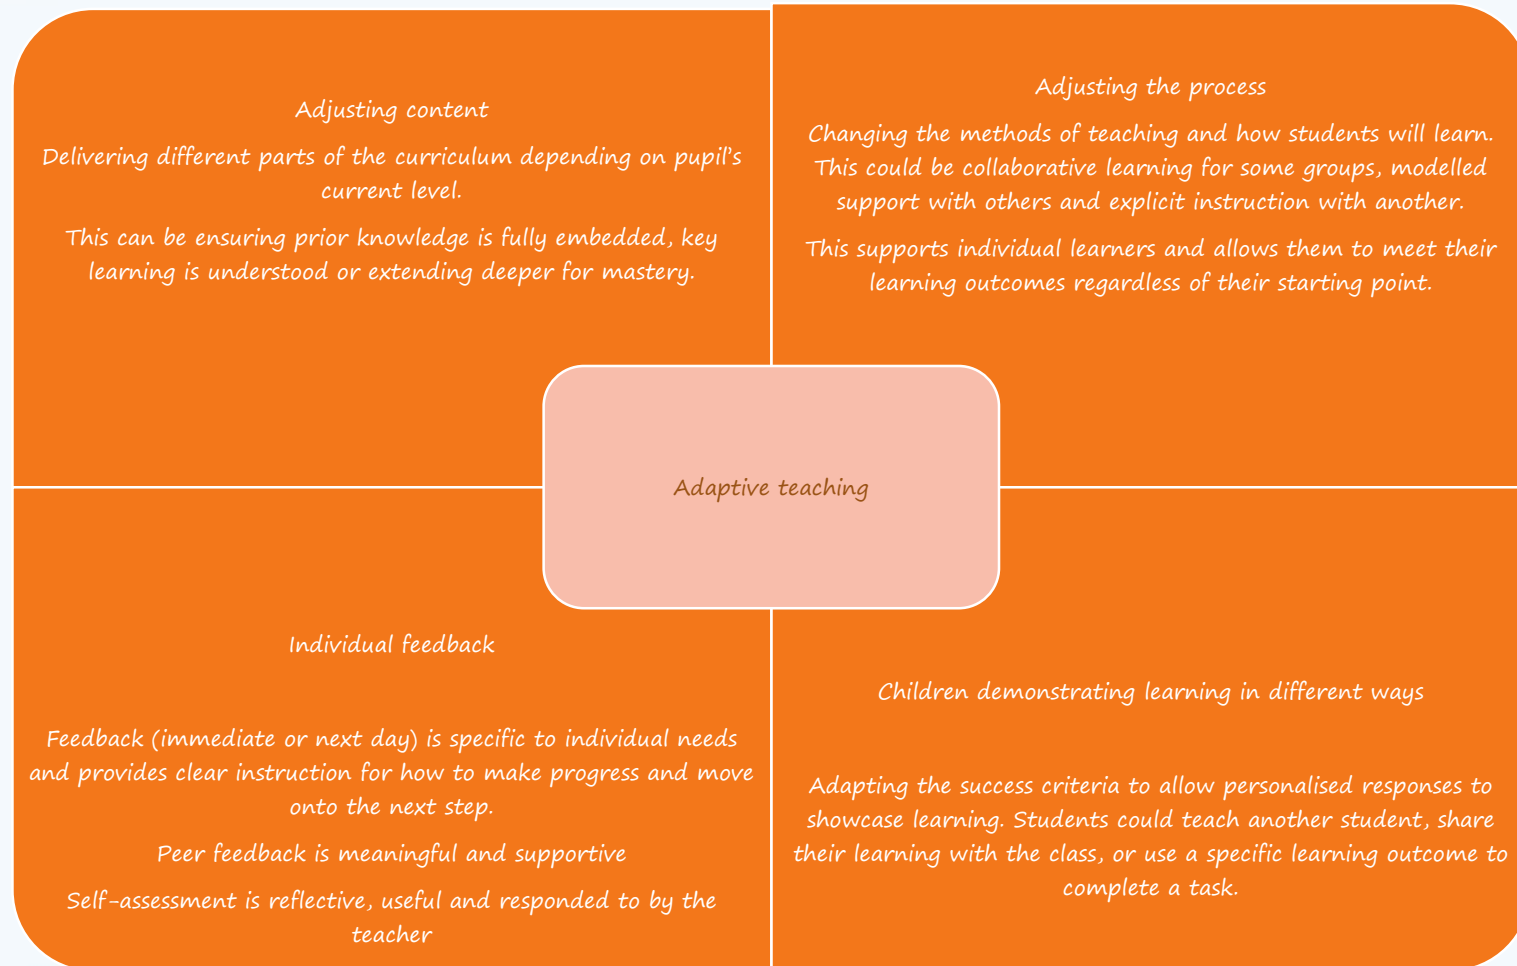 Adjusting content
Delivering different parts of the curriculum depending on pupil's
current level.
This can be ensuring prior knowledge is fully embedded, key
learning is understood or extending deeper for mastery.
Adjusting the process
Changing the methods of teaching and how students will learn.
This could be collaborative learning for some groups, modelled
support with others and explicit instruction with another.
This supports individual learners and allows them to meet their
learning outcomes regardless of their starting point.
Adaptive teaching
Individual feedback
Feedback (immediate or next day) is specific to individual needs
and provides clear instruction for how to make progress and move
onto the next step.
Peer feedback is meaningful and supportive
Self-assessment is reflective, useful and responded to by the
teacher
Children demonstrating learning in different ways
Adapting the success criteria to allow personalised responses to
showcase learning. Students could teach another student, share
their learning with the class, or use a specific learning outcome to
complete a task.